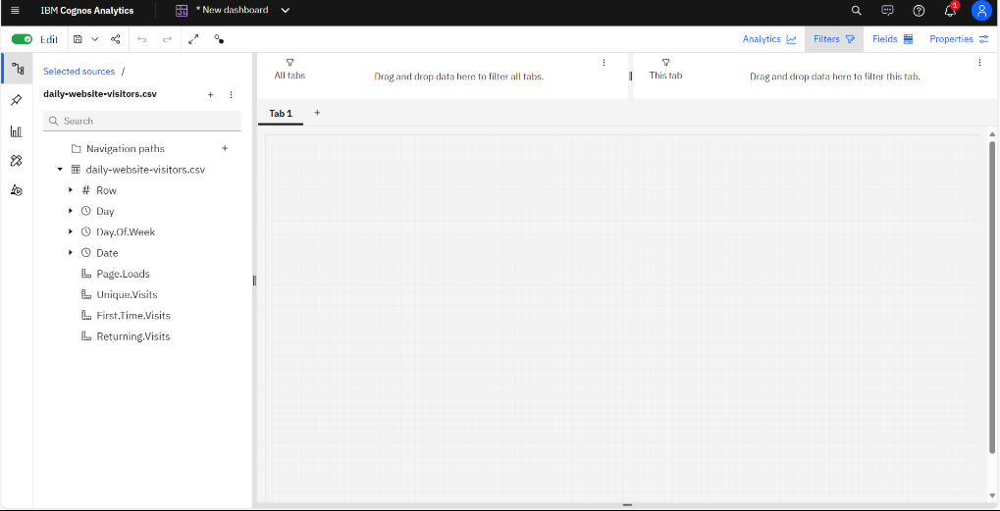 IBM Cognos Analytics
* New dashboard
1
Edit
Analytics
Filters
Fields
Properties
Selected sources /
daily-website-visitors.csv
Search
Navigation paths
daily-website-visitors.csv
# Row
Day
Day.Of.Week
Date
Page.Loads
Unique.Visits
First.Time.Visits
Returning.Visits
All tabs
Drag and drop data here to filter all tabs.
This tab
Drag and drop data here to filter this tab.
Tab 1 +